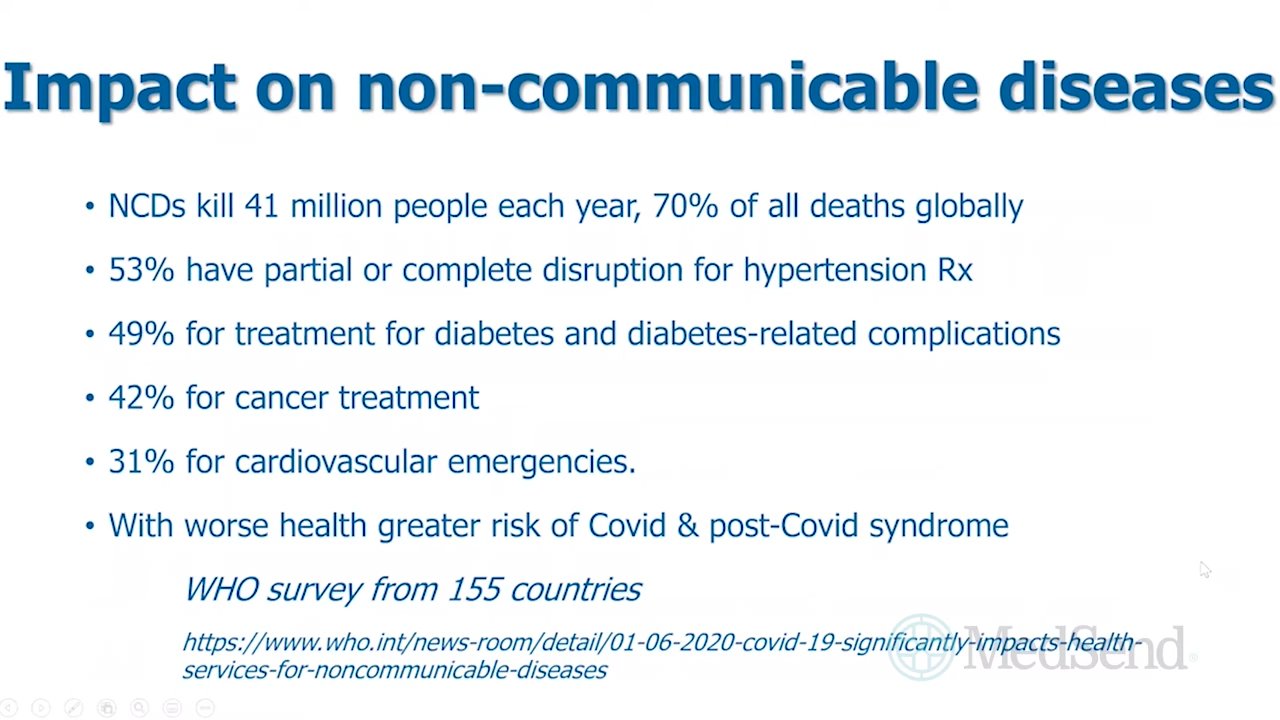 Impact on non-communicable diseases
• NCDs kill 41 million people each year, 70% of all deaths globally
• 53% have partial or complete disruption for hypertension Rx
• 49% for treatment for diabetes and diabetes-related complications
• 42% for cancer treatment
• 31% for cardiovascular emergencies.
• With worse health greater risk of Covid & post-Covid syndrome
WHO survey from 155 countries
https://www.who.int/news-room/detail/01-06-2020-covid-19-significantly-impacts-health-
services-for-noncommunicable-diseases
MedSend